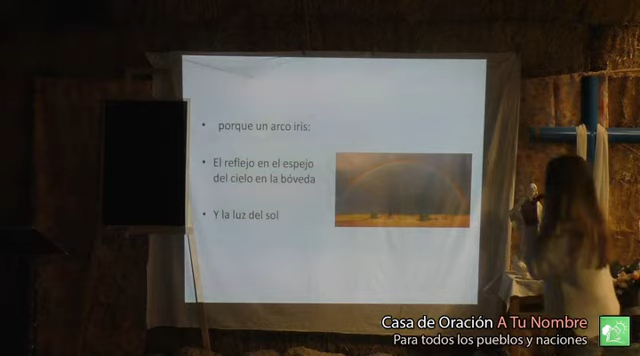 porque un arco iris:
El reflejo en el espejo
del cielo en la bóveda
Y la luz del sol
Casa de Oración A Tu Nombre
Para todos los pueblos y naciones